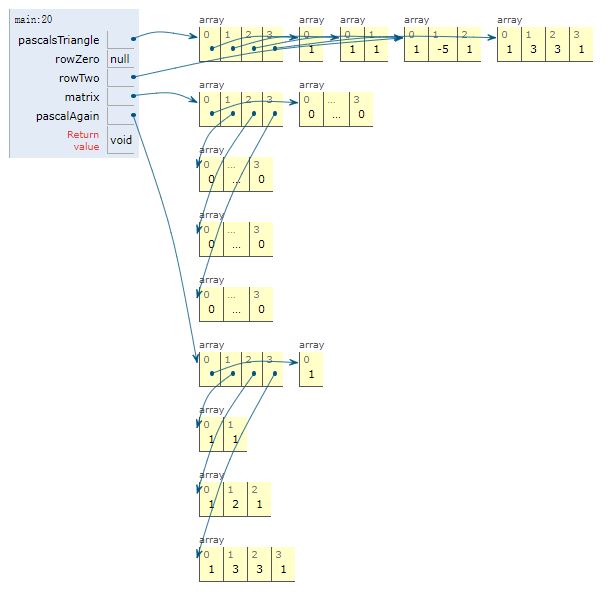 main:20
pascalsTriangle
rowZero null
rowTwo
matrix
pascalAgain
Return value void
array array array array array
0 1 2 3 0 0 1 0 1 2 0 1 2 3
1 1 1 1 -5 1 1 3 3 1
array array
0 1 2 3 0 ... 3
0 ... 0
array
0 ... 3
0 ... 0
array
0 ... 3
0 ... 0
array
0 ... 3
0 ... 0
array array
0 1 2 3 0
1
array
0 1
1 1
array
0 1 2
1 2 1
array
0 1 2 3
1 3 3 1